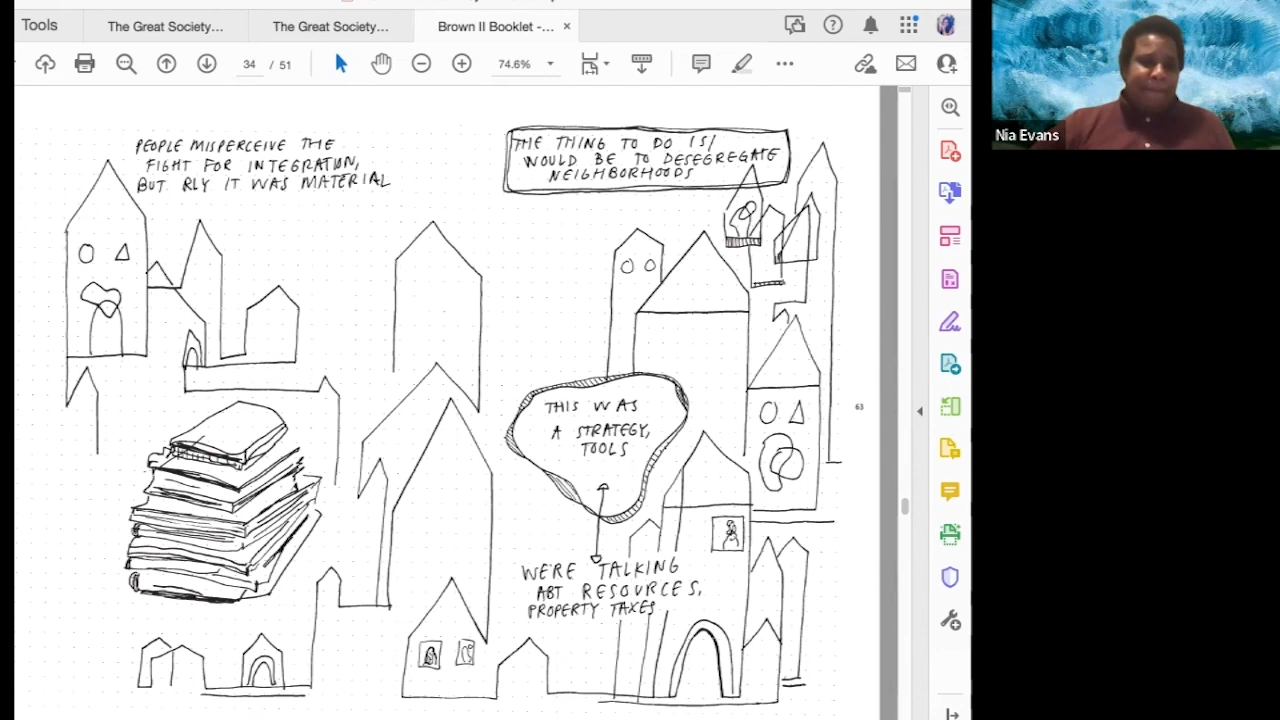 Tools
The Great Society...
The Great Society...
Brown II Booklet -...
34 / 51
74.6%
PEOPLE MISPERCEIVE THE
FIGHT FOR INTEGRATION,
BUT RLY IT WAS MATERIAL
THE THING TO DO IS/
WOULD BE TO DESEGREGATE
NEIGHBORHOODS
THIS WAS
A STRATEGY,
TOOLS
WE'RE TALKING
ABT RESOURCES,
PROPERTY TAXES
63
Nia Evans